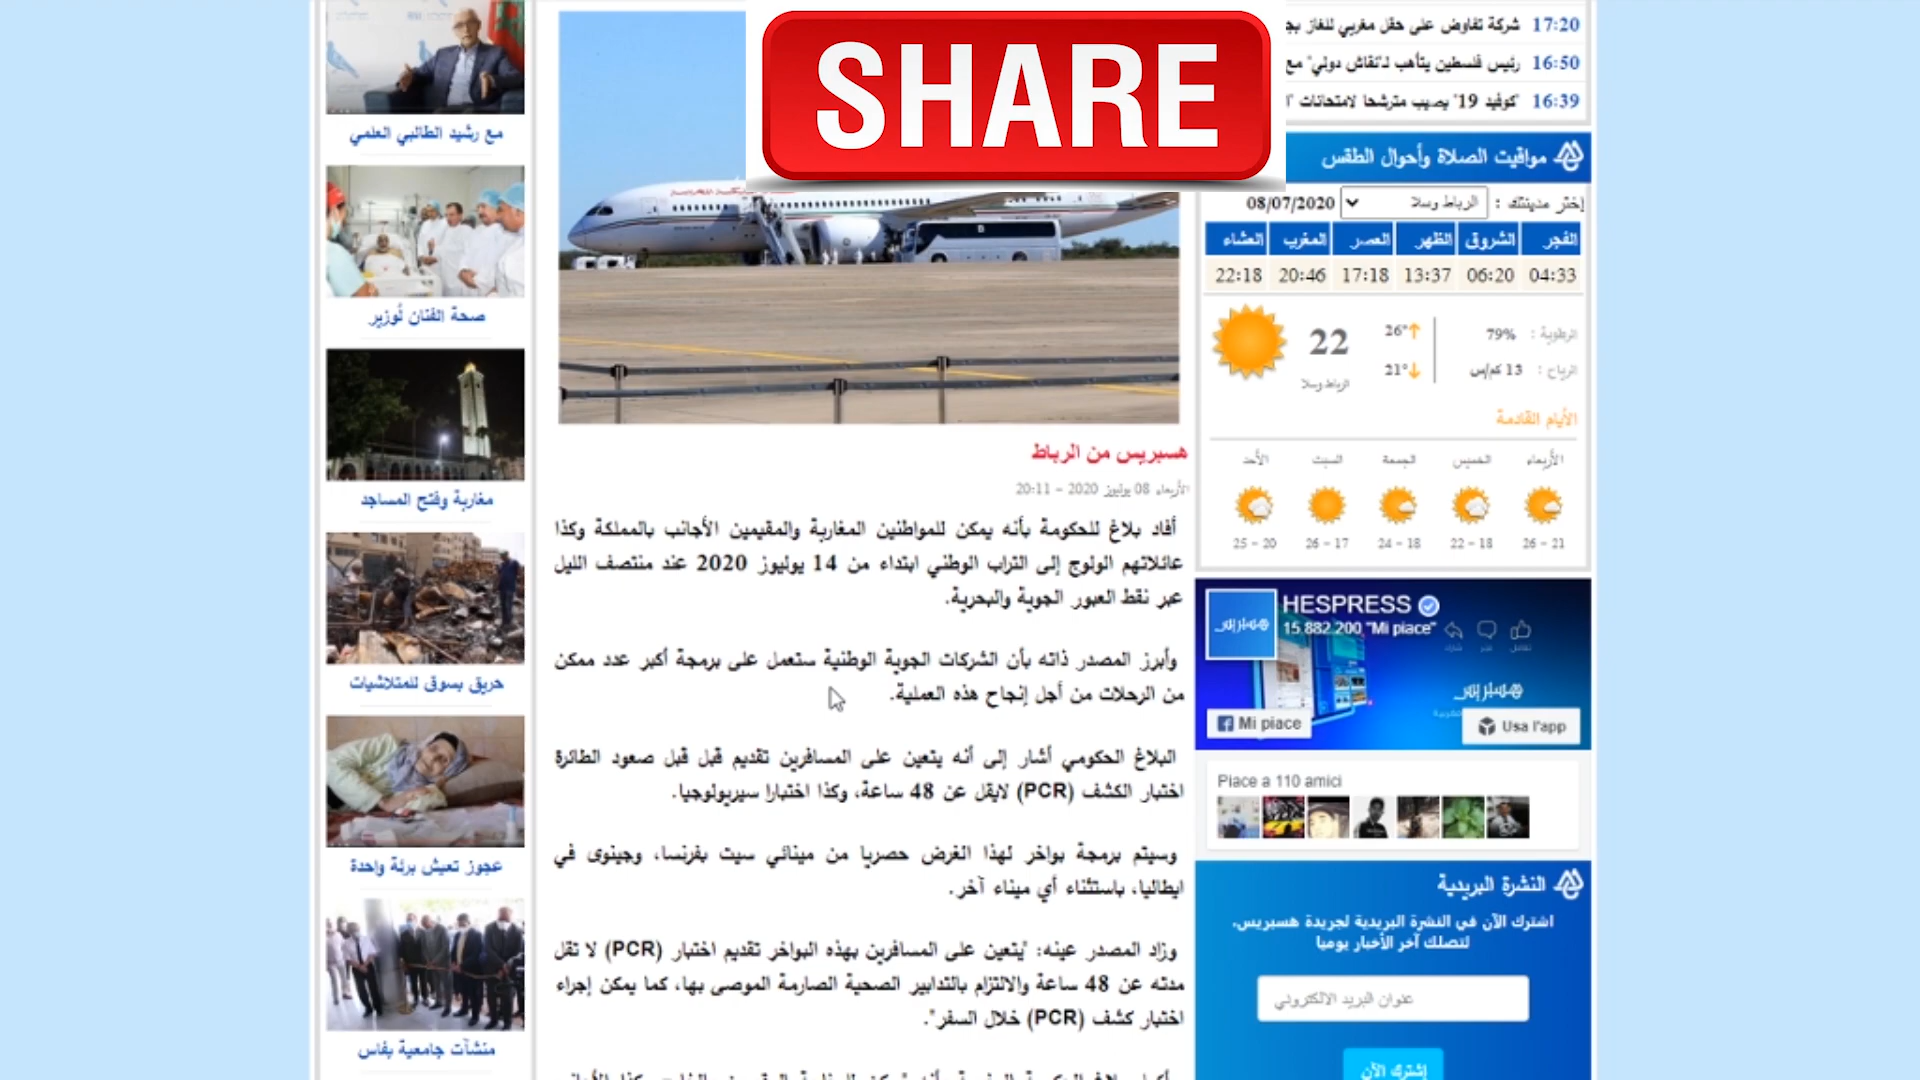 SHARE
17:20 شركة تفاوض على حقل مغربي للغاز بجـ
16:50 رئيس فلسطين يتأهب لـ"نقاش دولي" مع
16:39 "كوفيد 19" يصيب مترشحا لامتحانات "ا
مواقيت الصلاة وأحوال الطقس
إختر مدينتك : الرباط وسلا 08/07/2020
الفجر الشروق الظهر العصر المغرب العشاء
04:33 06:20 13:37 17:18 20:46 22:18
الرطوبة : 79%
الرياح : 13 كم/س
26°
21°
22
الرباط وسلا
الأيام القادمة
الأربعاء الخميس الجمعة السبت الأحد
26 - 21 22 - 18 24 - 18 26 - 17 25 - 20
HESPRESS
15.882.200 "Mi piace"
هسبريس
Mi piace
Usa l'app
Piace a 110 amici
النشرة البريدية
اشترك الآن في النشرة البريدية لجريدة هسبريس،
لتصلك آخر الأخبار يوميا
عنوان البريد الالكتروني
إشترك الآن
هسبريس من الرباط
الأربعاء 08 يوليوز 2020 - 20:11
أفاد بلاغ للحكومة بأنه يمكن للمواطنين المغاربة والمقيمين الأجانب بالمملكة وكذا
عائلاتهم الولوج إلى التراب الوطني ابتداء من 14 يوليوز 2020 عند منتصف الليل
عبر نقط العبور الجوية والبحرية.
وأبرز المصدر ذاته بأن الشركات الجوية الوطنية ستعمل على برمجة أكبر عدد ممكن
من الرحلات من أجل إنجاح هذه العملية.
البلاغ الحكومي أشار إلى أنه يتعين على المسافرين تقديم قبل قبل صعود الطائرة
اختبار الكشف (PCR) لايقل عن 48 ساعة، وكذا اختبارا سيريولوجيا.
وسيتم برمجة بواخر لهذا الغرض حصريا من مينائي سيت بفرنسا، وجينوى في
ايطاليا، باستثناء أي ميناء آخر.
وزاد المصدر عينه: "يتعين على المسافرين بهذه البواخر تقديم اختبار (PCR) لا تقل
مدته عن 48 ساعة والالتزام بالتدابير الصحية الصارمة الموصى بها، كما يمكن إجراء
اختبار كشف (PCR) خلال السفر".
مع رشيد الطالبي العلمي
صحة الفنان لُوزير
مغاربة وفتح المساجد
حريق بسوق للمتلاشيات
عجوز تعيش برئة واحدة
منشآت جامعية بفاس